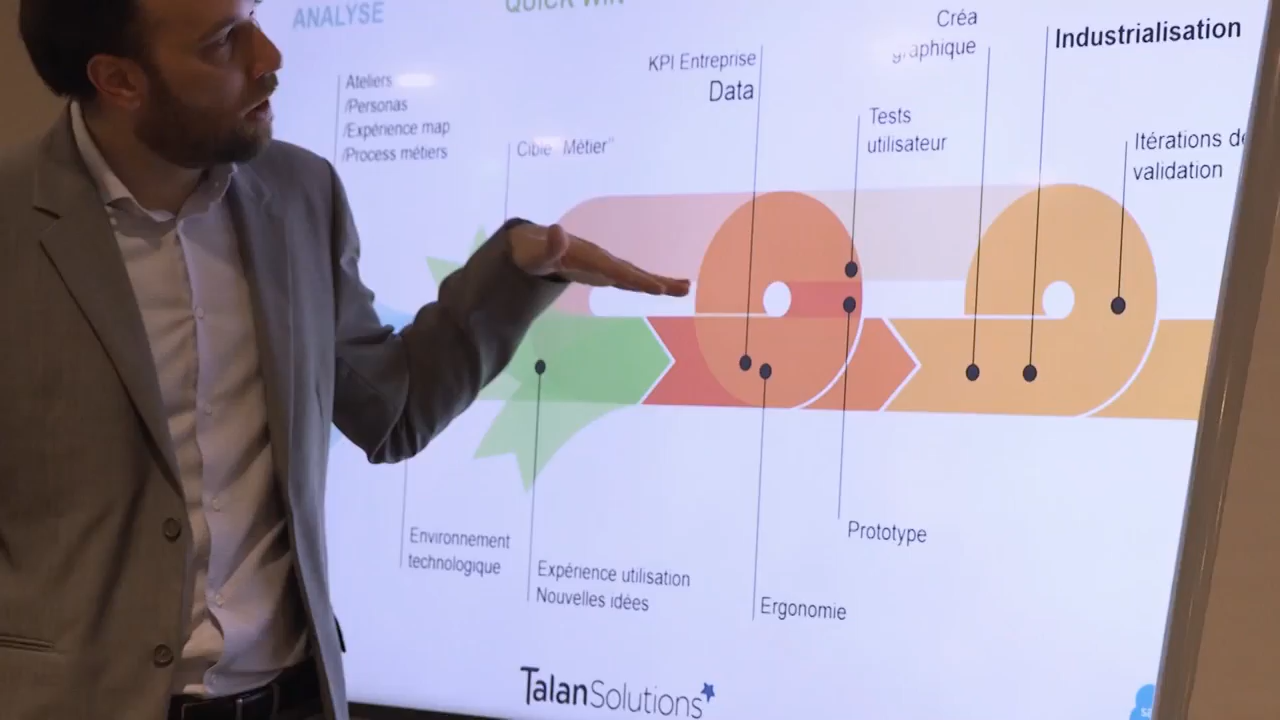 ANALYSE
QUICK WIN
Ateliers
/Personas
/Expérience map
/Process métiers
Cible "Métier"
KPI Entreprise
Data
Créa
graphique
Tests
utilisateur
Industrialisation
Itérations de
validation
Environnement
technologique
Expérience utilisation
Nouvelles idées
Ergonomie
Prototype
TalanSolutions